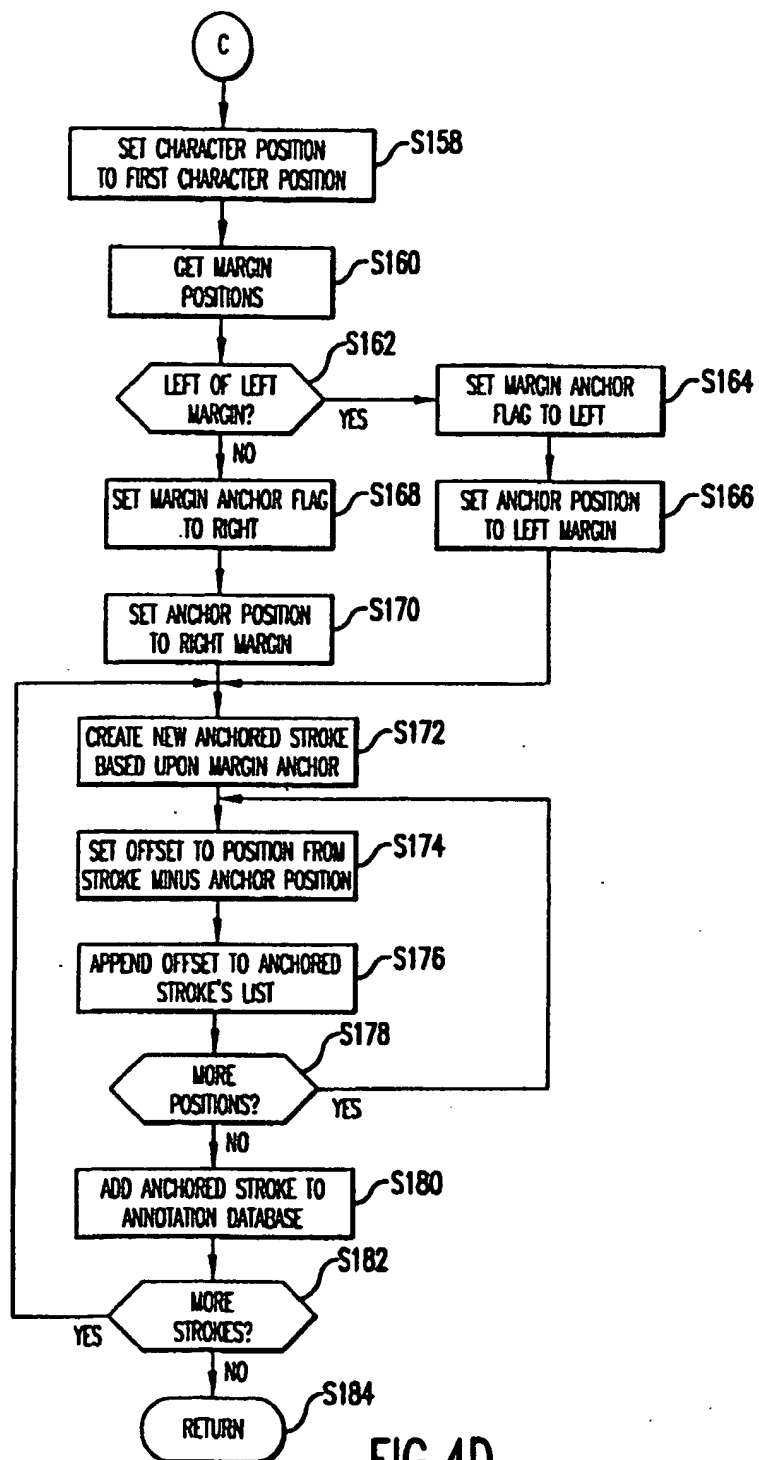 C
SET CHARACTER POSITION
TO FIRST CHARACTER POSITION
S158
GET MARGIN
POSITIONS
S160
LEFT OF LEFT
MARGIN?
S162
YES
NO
SET MARGIN ANCHOR
FLAG TO LEFT
S164
SET MARGIN ANCHOR FLAG
TO RIGHT
S168
SET ANCHOR POSITION
TO LEFT MARGIN
S166
SET ANCHOR POSITION
TO RIGHT MARGIN
S170
CREATE NEW ANCHORED STROKE
BASED UPON MARGIN ANCHOR
S172
SET OFFSET TO POSITION FROM
STROKE MINUS ANCHOR POSITION
S174
APPEND OFFSET TO ANCHORED
STROKE'S LIST
S176
MORE
POSITIONS?
S178
YES
NO
ADD ANCHORED STROKE TO
ANNOTATION DATABASE
S180
MORE
STROKES?
S182
YES
NO
RETURN
S184
FIG. 4D